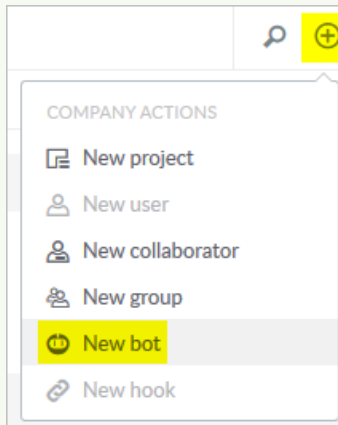 COMPANY ACTIONS
New project
New user
New collaborator
New group
New bot
New hook